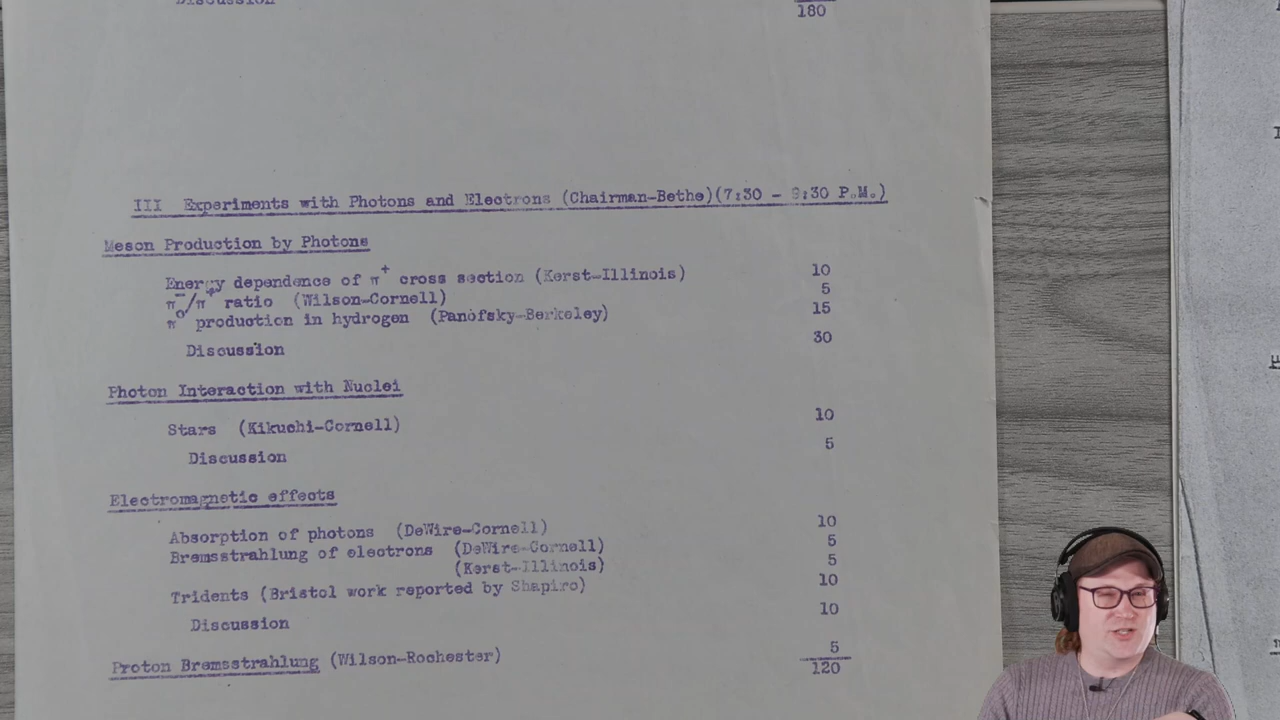 Discussion
180
III Experiments with Photons and Electrons (Chairman-Bethe)(7:30 - 9:30 P.M.)
Meson Production by Photons
Energy dependence of π⁺ cross section (Kerst-Illinois) 10
π⁻/π⁺ ratio (Wilson-Cornell) 5
π⁰ production in hydrogen (Panofsky-Berkeley) 15
Discussion 30
Photon Interaction with Nuclei
Stars (Kikuchi-Cornell) 10
Discussion 5
Electromagnetic effects
Absorption of photons (DeWire-Cornell) 10
Bremsstrahlung of electrons (DeWire-Cornell) 5
(Kerst-Illinois) 5
Tridents (Bristol work reported by Shapiro) 10
Discussion 10
Proton Bremsstrahlung (Wilson-Rochester) 5
120